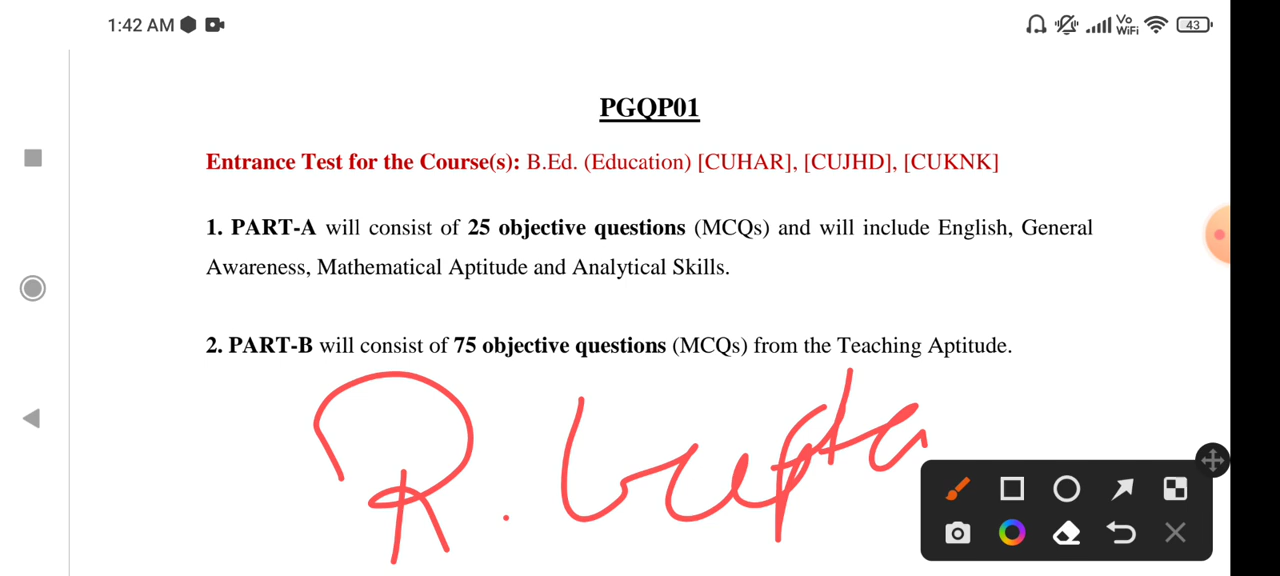 1:42 AM Vo WiFi 43
PGQP01
Entrance Test for the Course(s): B.Ed. (Education) [CUHAR], [CUJHD], [CUKNK]
1. PART-A will consist of 25 objective questions (MCQs) and will include English, General
Awareness, Mathematical Aptitude and Analytical Skills.
2. PART-B will consist of 75 objective questions (MCQs) from the Teaching Aptitude.
R. Gupta